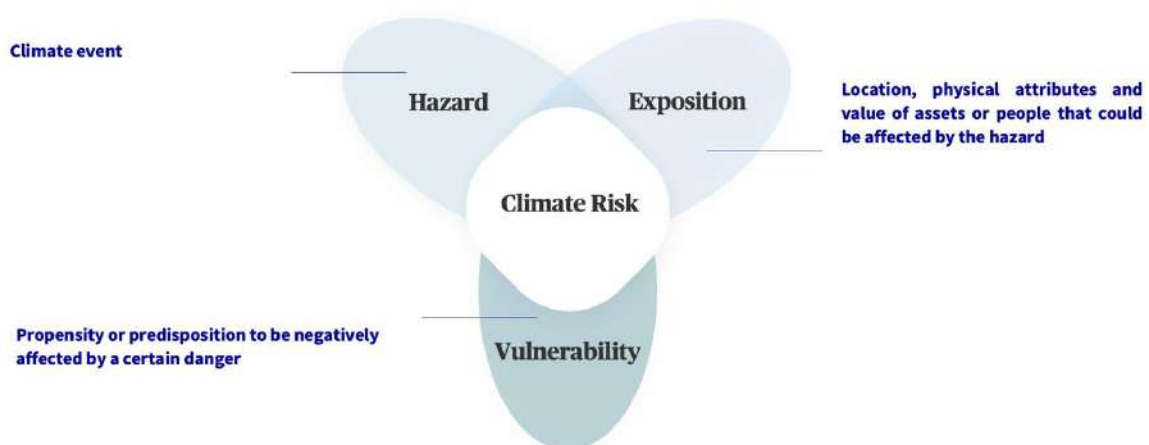 Climate event
Hazard
Exposition
Location, physical attributes and
value of assets or people that could
be affected by the hazard
Climate Risk
Propensity or predisposition to be negatively
affected by a certain danger
Vulnerability